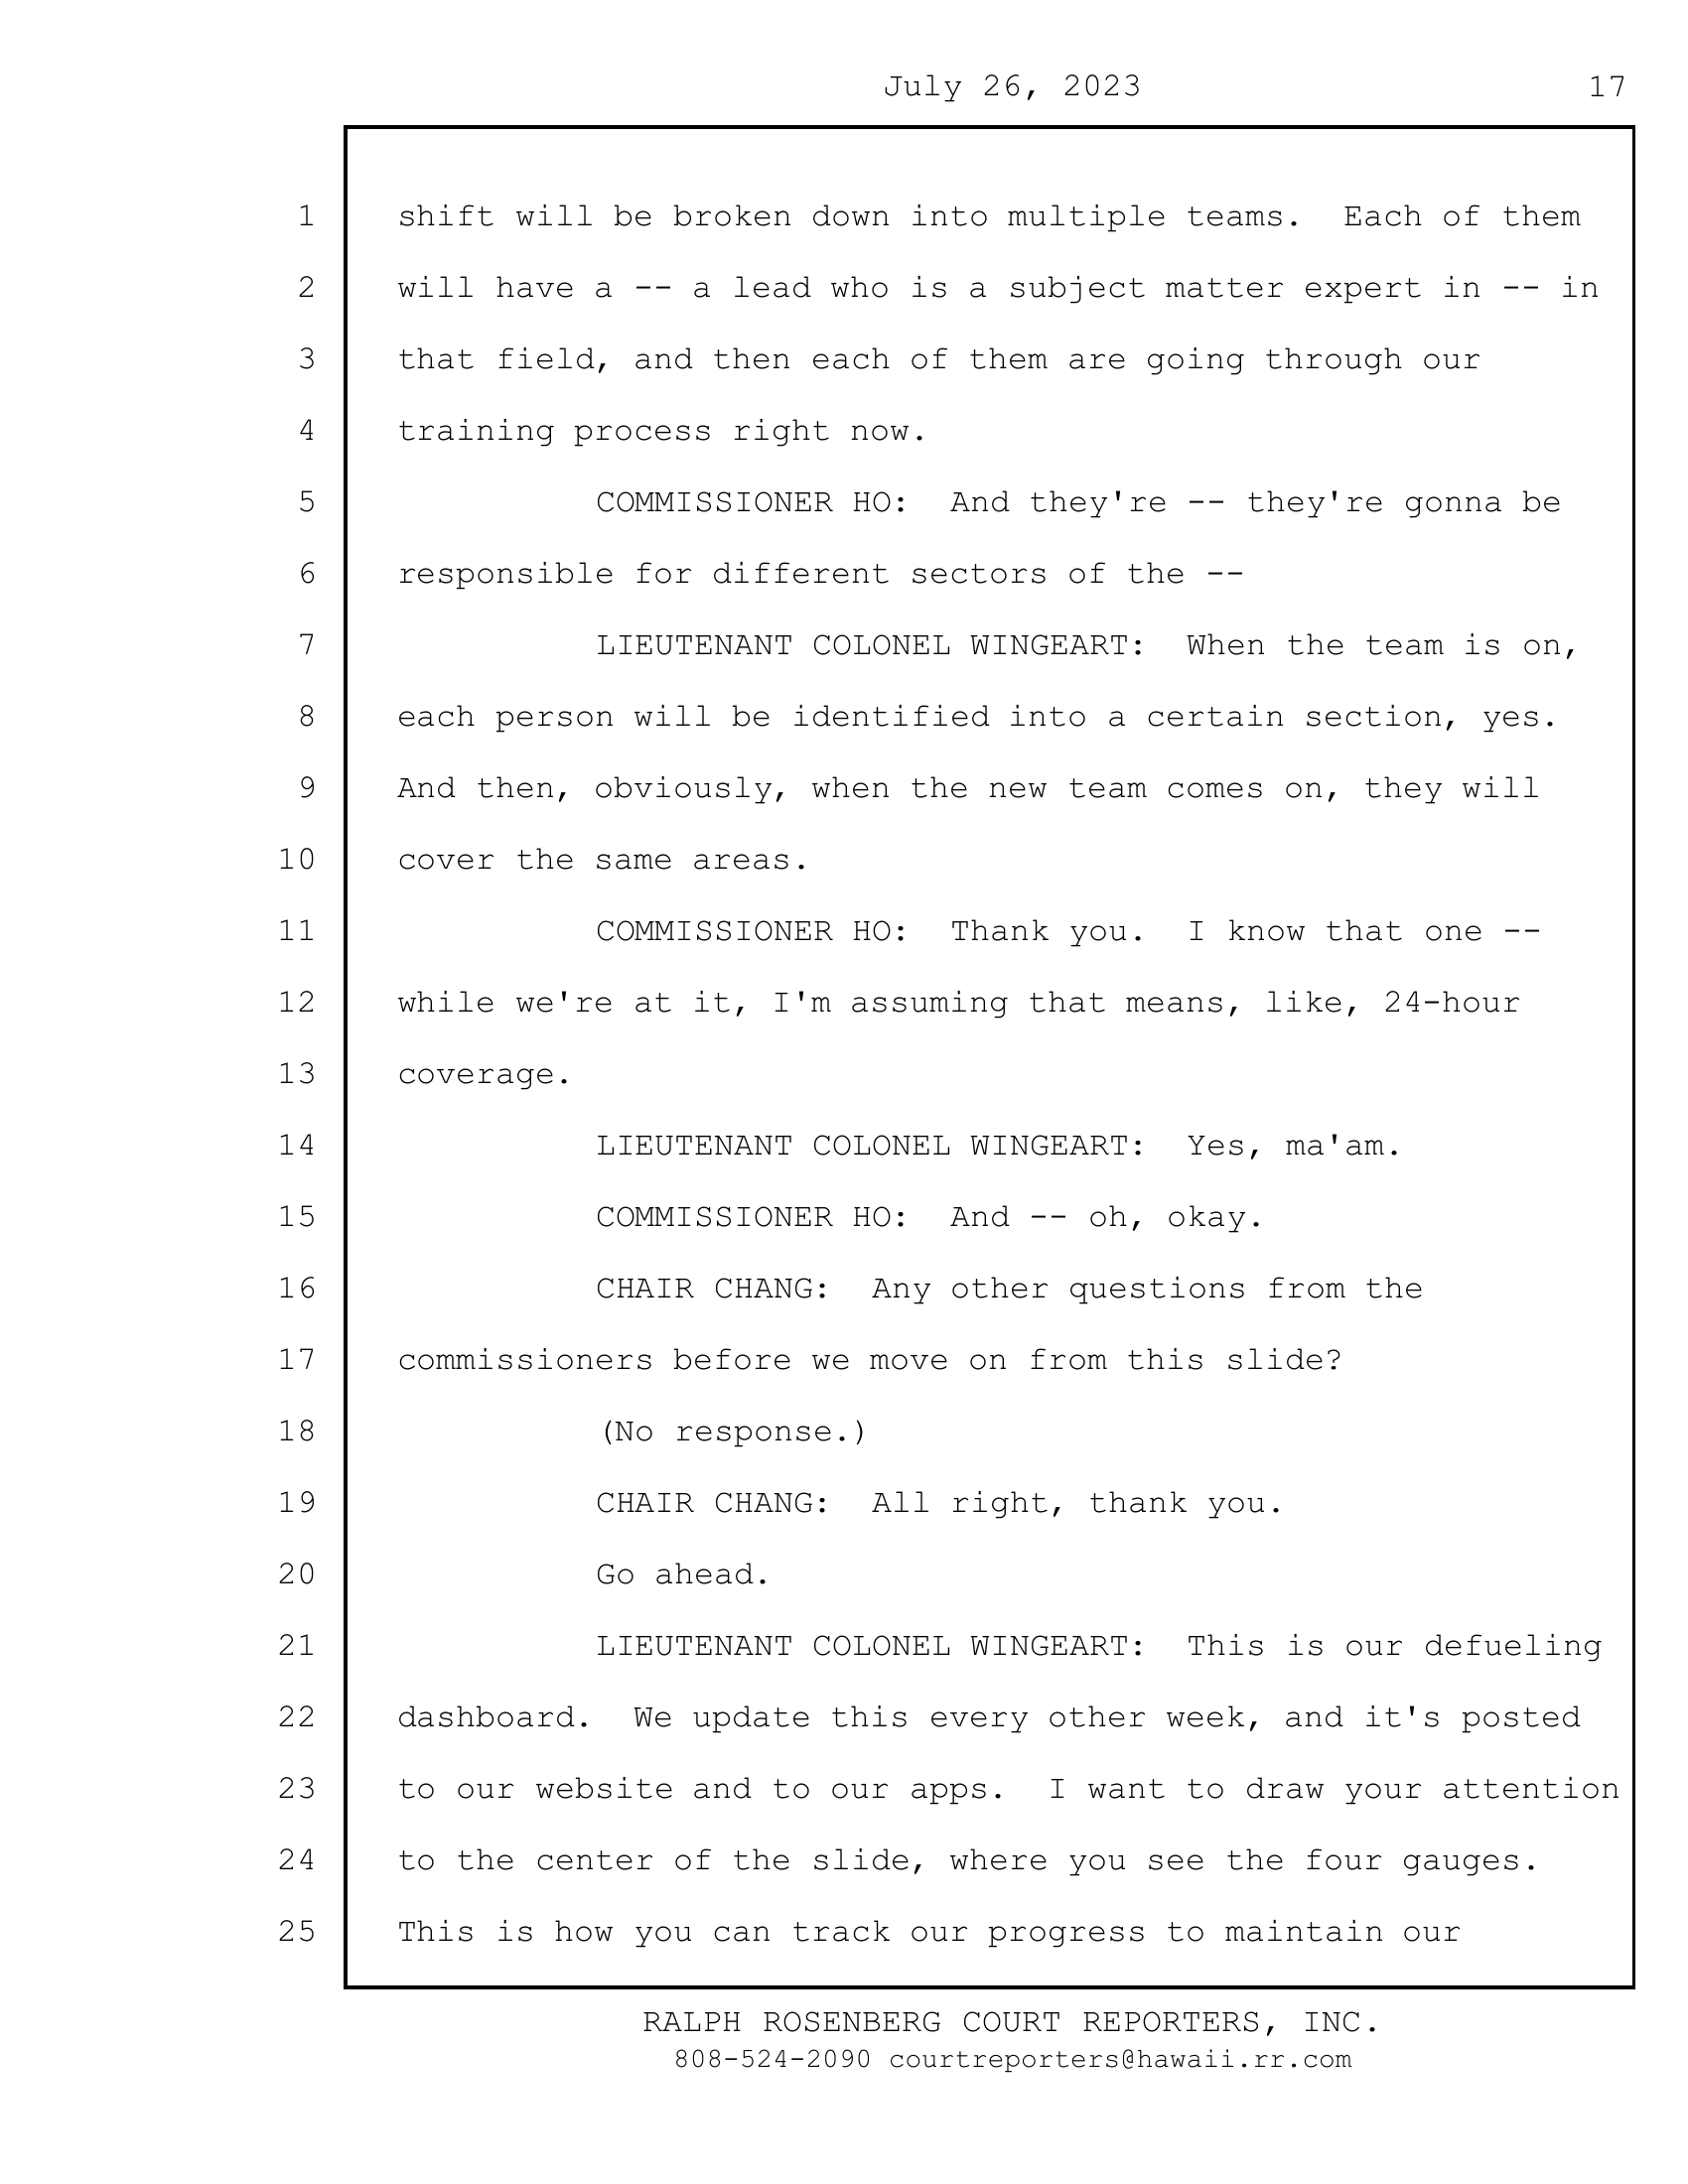 July 26, 2023 17
1 shift will be broken down into multiple teams.  Each of them
2 will have a -- a lead who is a subject matter expert in -- in
3 that field, and then each of them are going through our
4 training process right now.
5 COMMISSIONER HO:  And they're -- they're gonna be
6 responsible for different sectors of the --
7 LIEUTENANT COLONEL WINGEART:  When the team is on,
8 each person will be identified into a certain section, yes.
9 And then, obviously, when the new team comes on, they will
10 cover the same areas.
11 COMMISSIONER HO:  Thank you.  I know that one --
12 while we're at it, I'm assuming that means, like, 24-hour
13 coverage.
14 LIEUTENANT COLONEL WINGEART:  Yes, ma'am.
15 COMMISSIONER HO:  And -- oh, okay.
16 CHAIR CHANG:  Any other questions from the
17 commissioners before we move on from this slide?
18 (No response.)
19 CHAIR CHANG:  All right, thank you.
20 Go ahead.
21 LIEUTENANT COLONEL WINGEART:  This is our defueling
22 dashboard.  We update this every other week, and it's posted
23 to our website and to our apps.  I want to draw your attention
24 to the center of the slide, where you see the four gauges.
25 This is how you can track our progress to maintain our
RALPH ROSENBERG COURT REPORTERS, INC.
808-524-2090 courtreporters@hawaii.rr.com